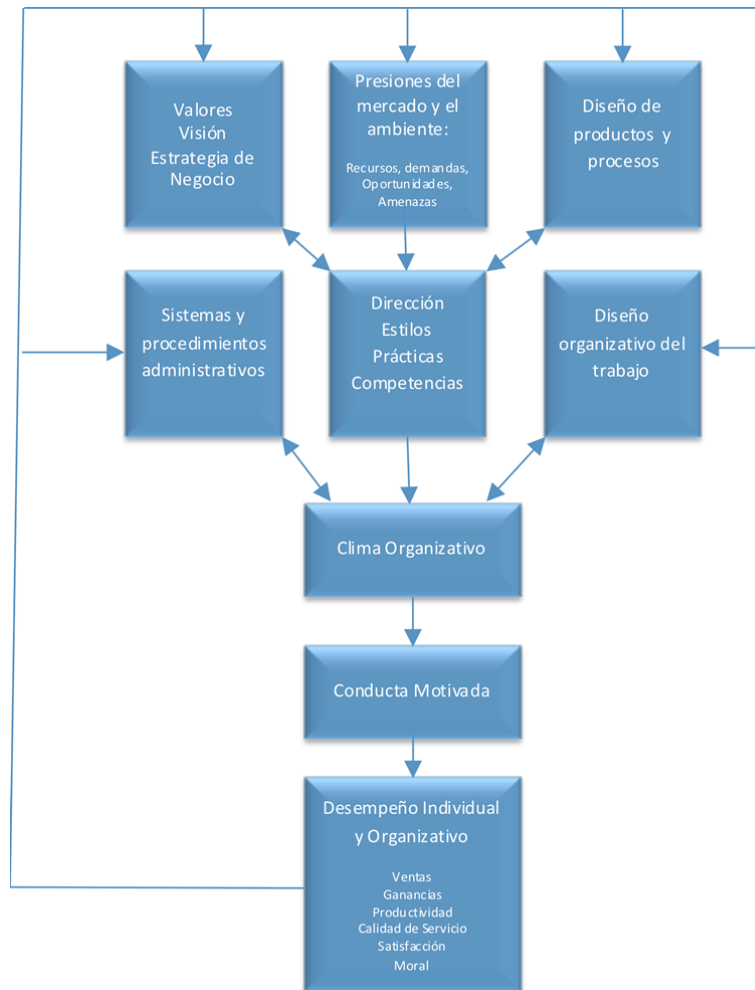 Valores
Visión
Estrategia de
Negocio
Presiones del
mercado y el
ambiente:
Recursos, demandas,
Oportunidades,
Amenazas
Diseño de
productos y
procesos
Sistemas y
procedimientos
administrativos
Dirección
Estilos
Prácticas
Competencias
Diseño
organizativo del
trabajo
Clima Organizativo
Conducta Motivada
Desempeño Individual
y Organizativo
Ventas
Ganancias
Productividad
Calidad de Servicio
Satisfacción
Moral